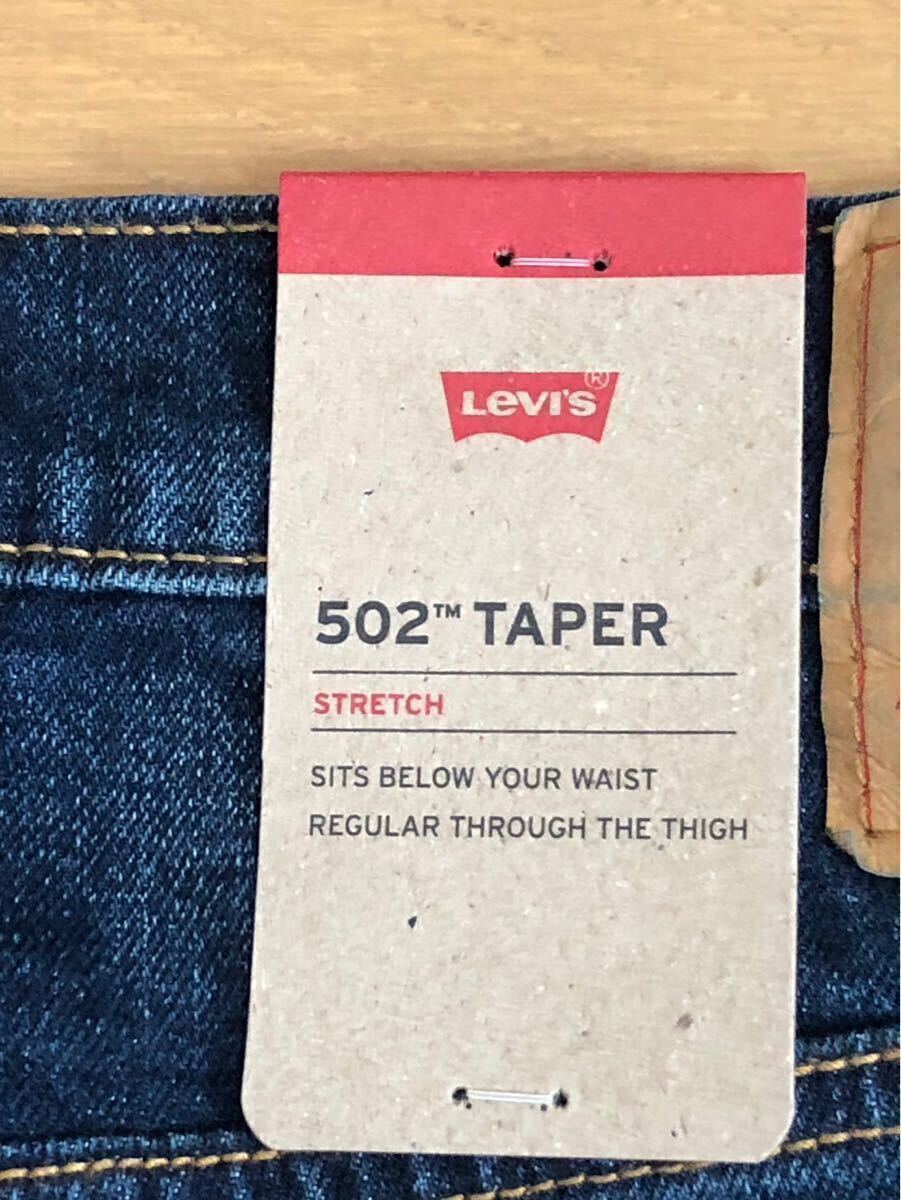 Levi's®
502™ TAPER
STRETCH
SITS BELOW YOUR WAIST
REGULAR THROUGH THE THIGH